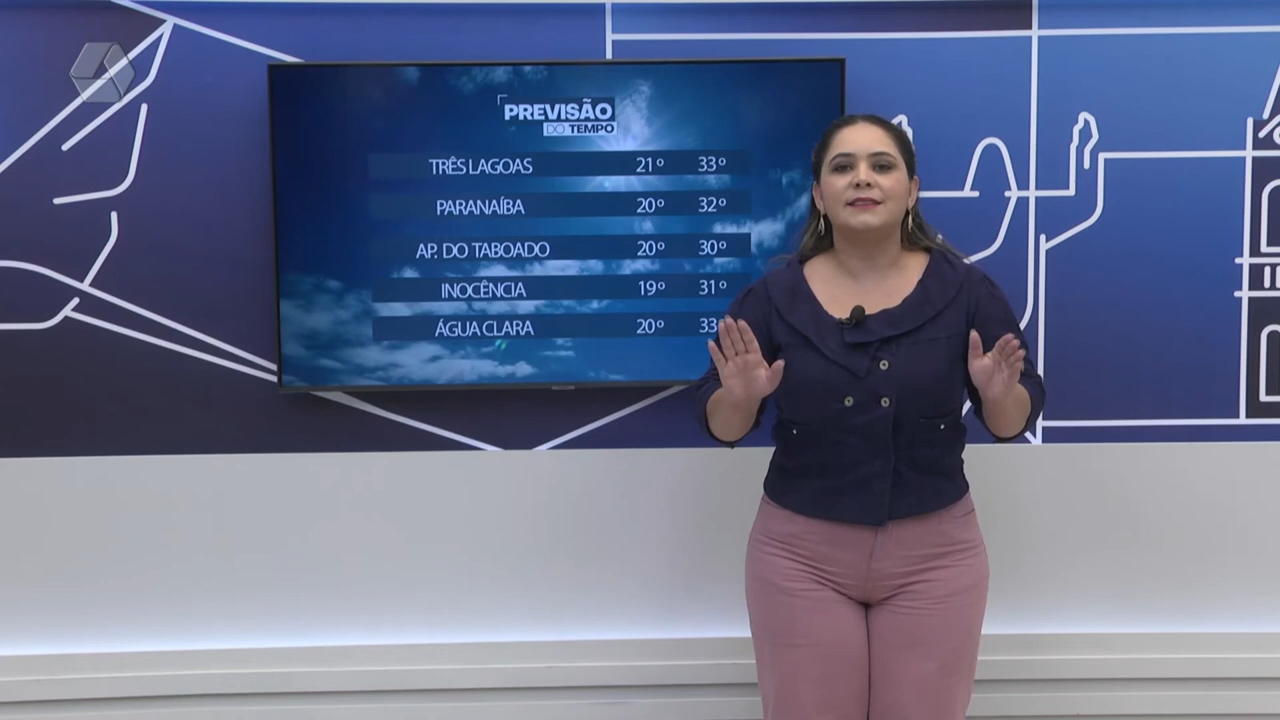 PREVISÃO
DO TEMPO
TRÊS LAGOAS 21º 33º
PARANAÍBA 20º 32º
AP. DO TABOADO 20º 30º
INOCÊNCIA 19º 31º
ÁGUA CLARA 20º 33º